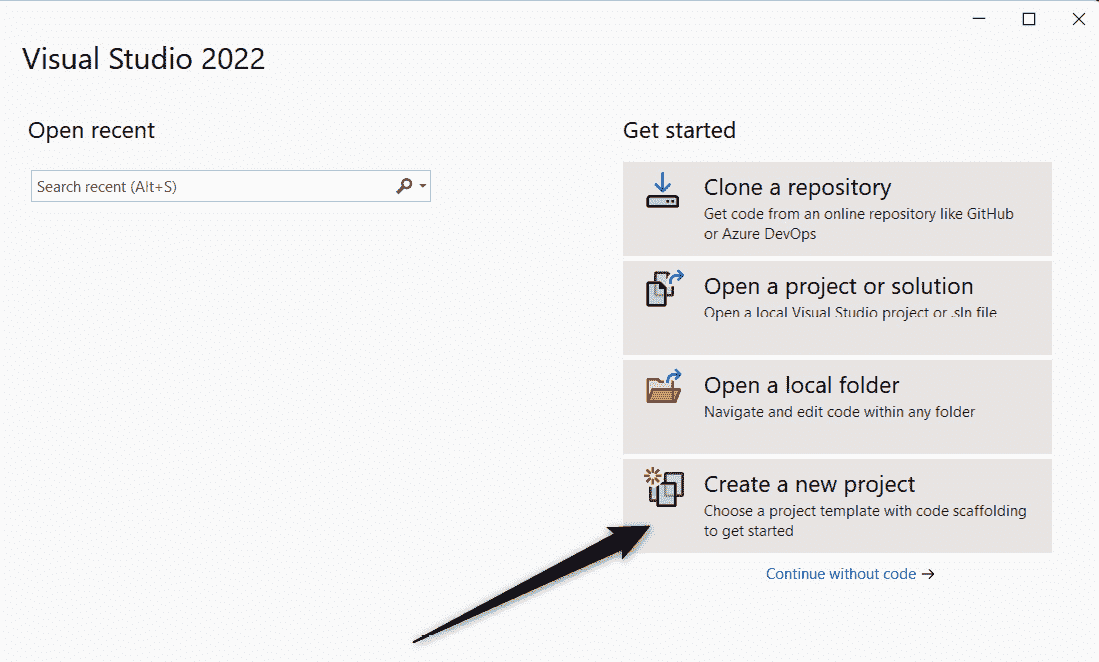 Visual Studio 2022
Open recent
Search recent (Alt+S)
Get started
Clone a repository
Get code from an online repository like GitHub
or Azure DevOps
Open a project or solution
Open a local Visual Studio project or .sln file
Open a local folder
Navigate and edit code within any folder
Create a new project
Choose a project template with code scaffolding
to get started
Continue without code →